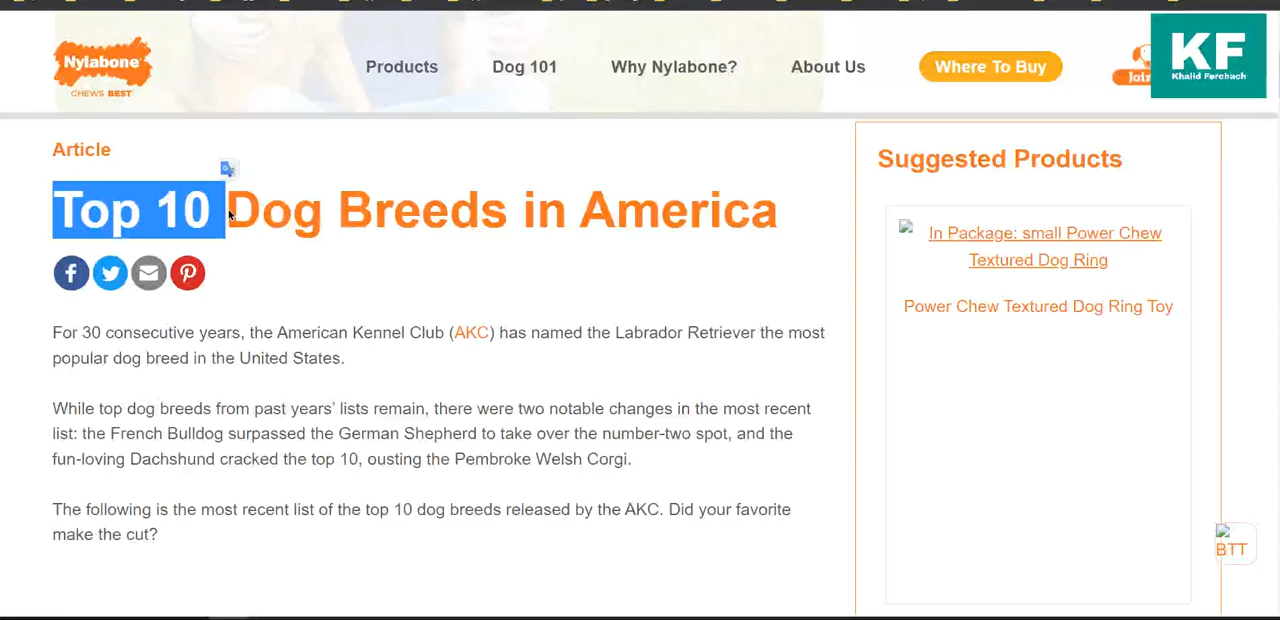 Nylabone
CHEWS BEST
Products
Dog 101
Why Nylabone?
About Us
Where To Buy
Join
KF
Khalid Ferchach
Article
Top 10 Dog Breeds in America
For 30 consecutive years, the American Kennel Club (AKC) has named the Labrador Retriever the most
popular dog breed in the United States.
While top dog breeds from past years’ lists remain, there were two notable changes in the most recent
list: the French Bulldog surpassed the German Shepherd to take over the number-two spot, and the
fun-loving Dachshund cracked the top 10, ousting the Pembroke Welsh Corgi.
The following is the most recent list of the top 10 dog breeds released by the AKC. Did your favorite
make the cut?
Suggested Products
In Package: small Power Chew
Textured Dog Ring
Power Chew Textured Dog Ring Toy
BTT